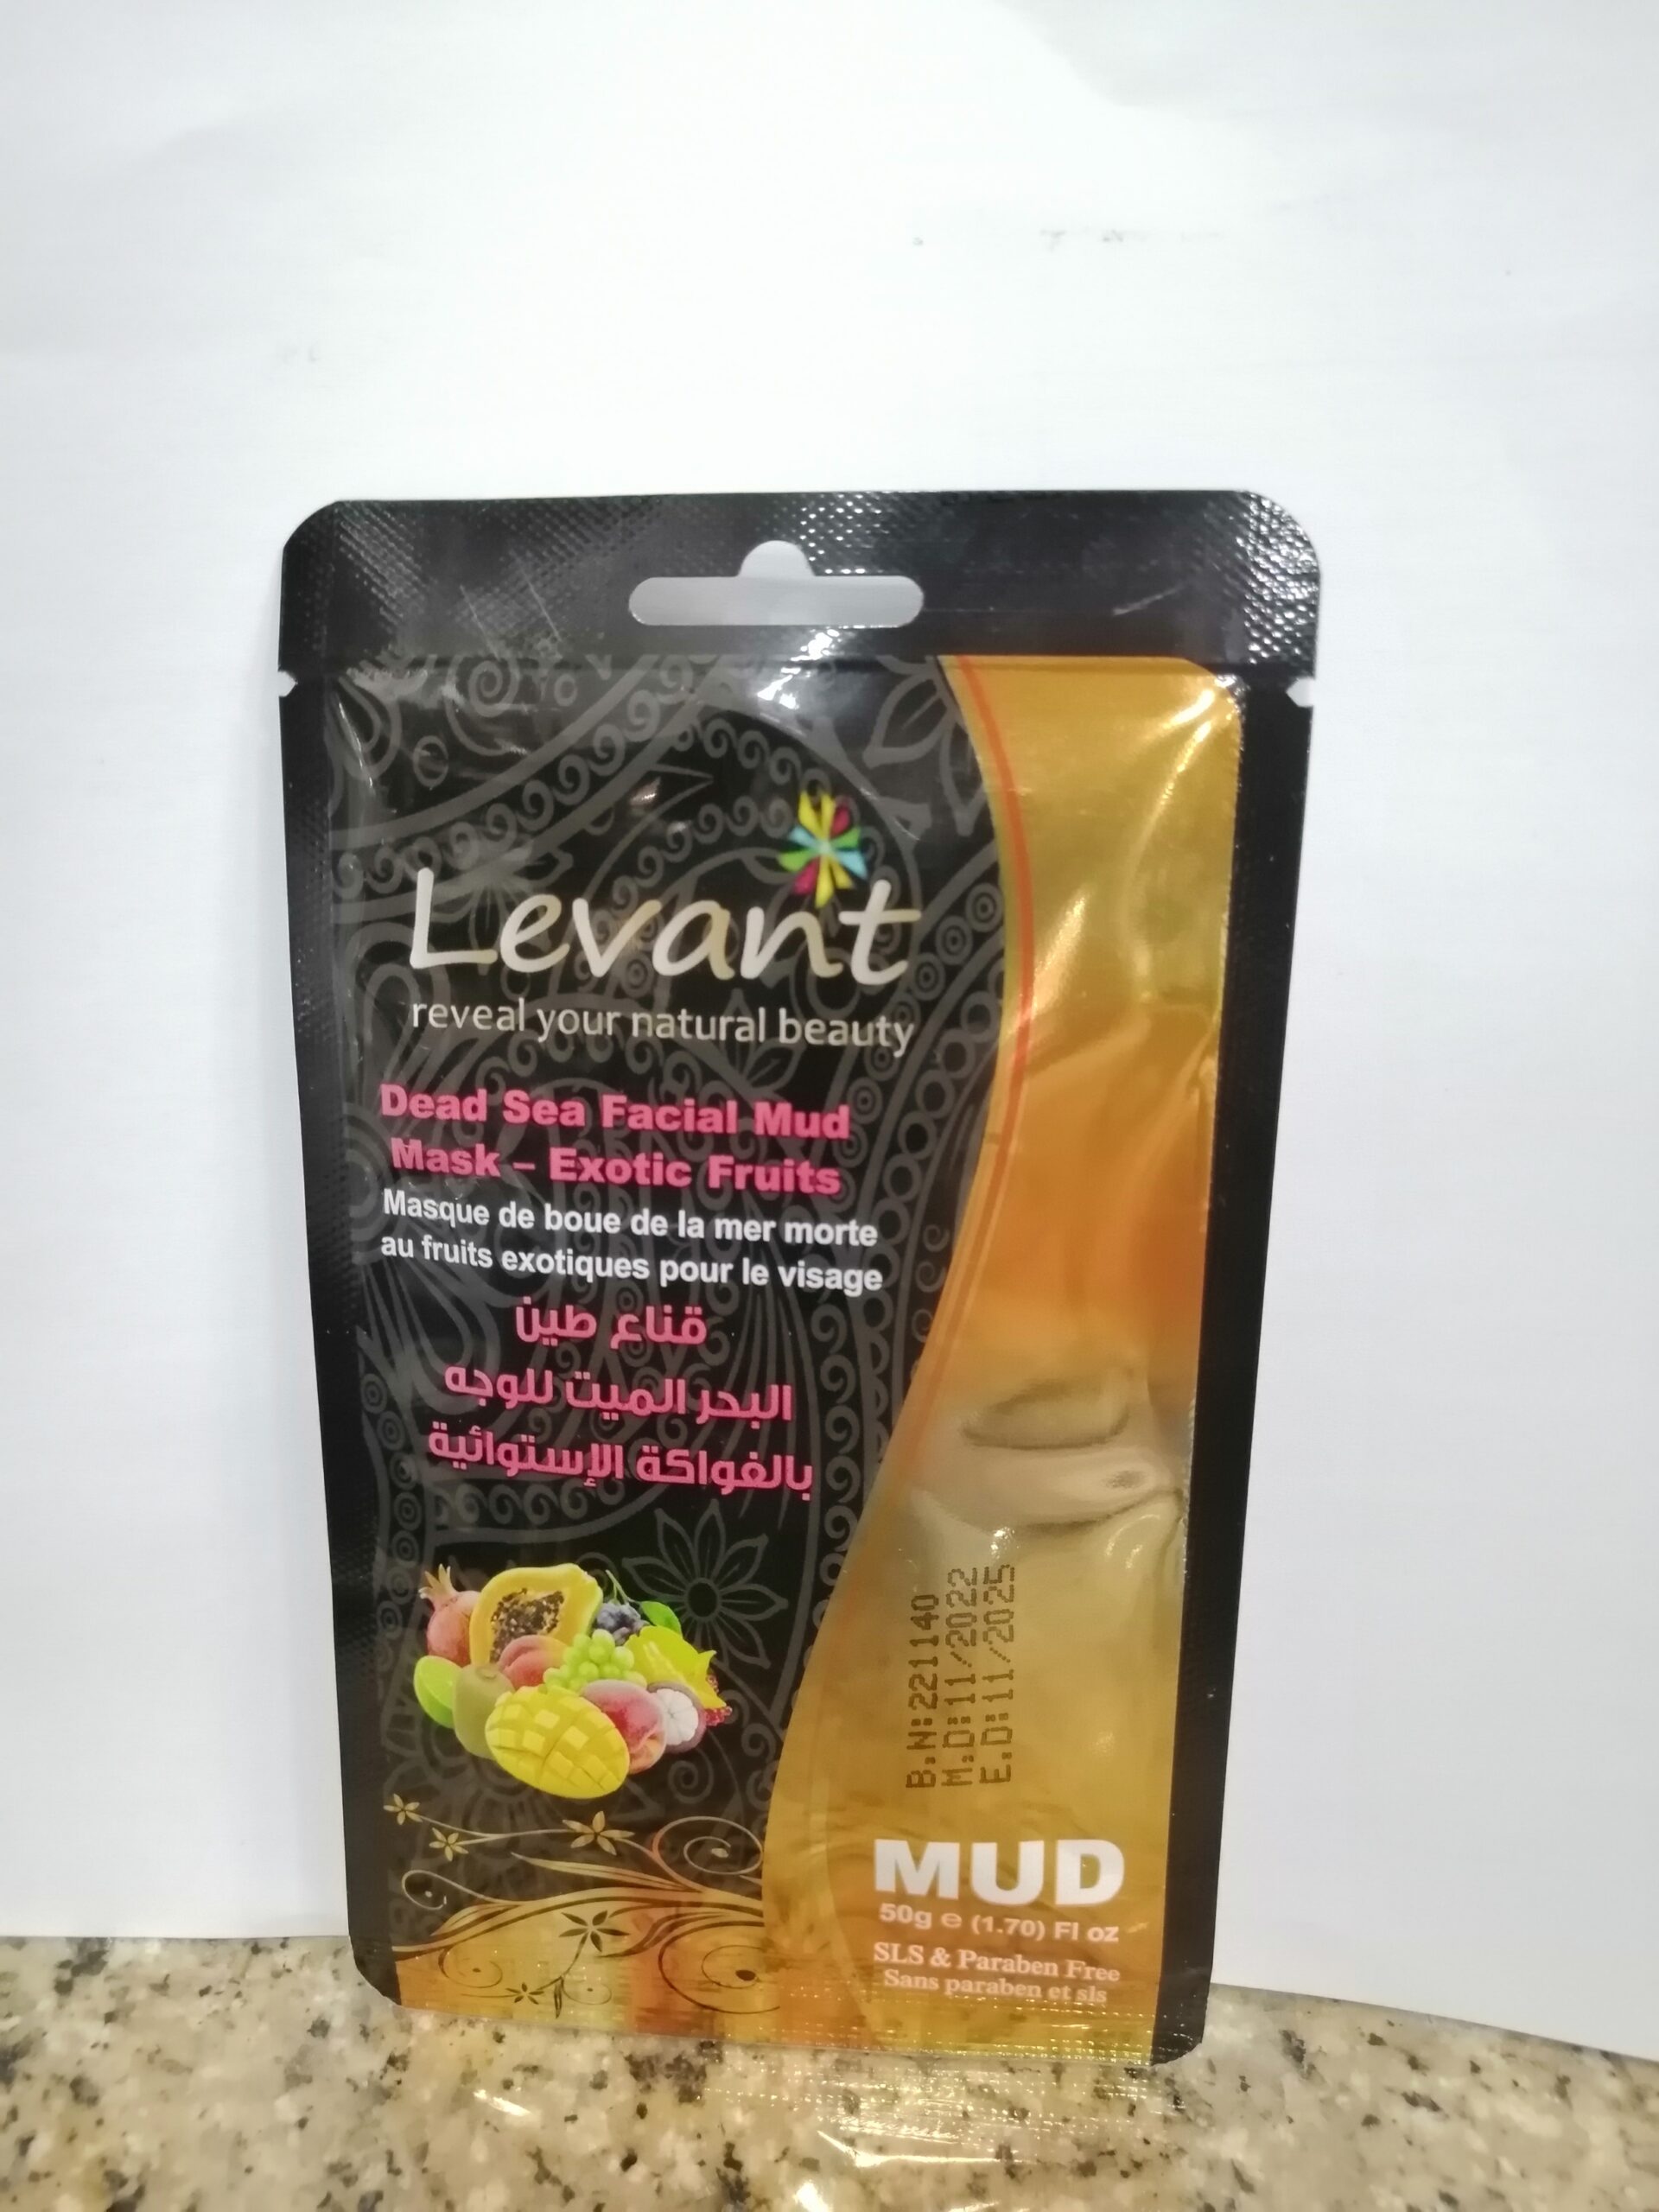 Levant
reveal your natural beauty
Dead Sea Facial Mud
Mask – Exotic Fruits
Masque de boue de la mer morte
au fruits exotiques pour le visage
قناع طين
البحر الميت للوجه
بالفواكة الإستوائية
B.N:221140
M.D:11/2022
E.D:11/2025
MUD
50g e (1.70) Fl oz
SLS & Paraben Free
Sans paraben et sls